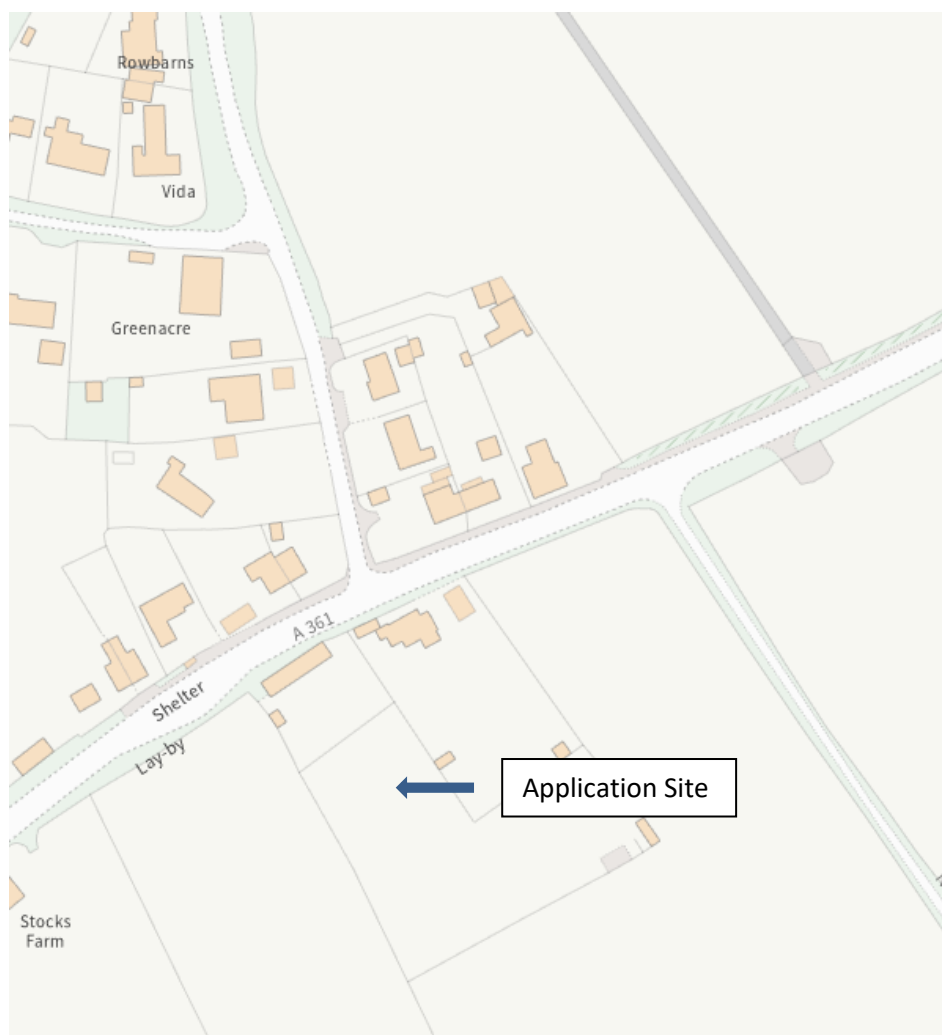 Rowbarns
Vida
Greenacre
A 361
Shelter
Lay-by
Application Site
Stocks
Farm